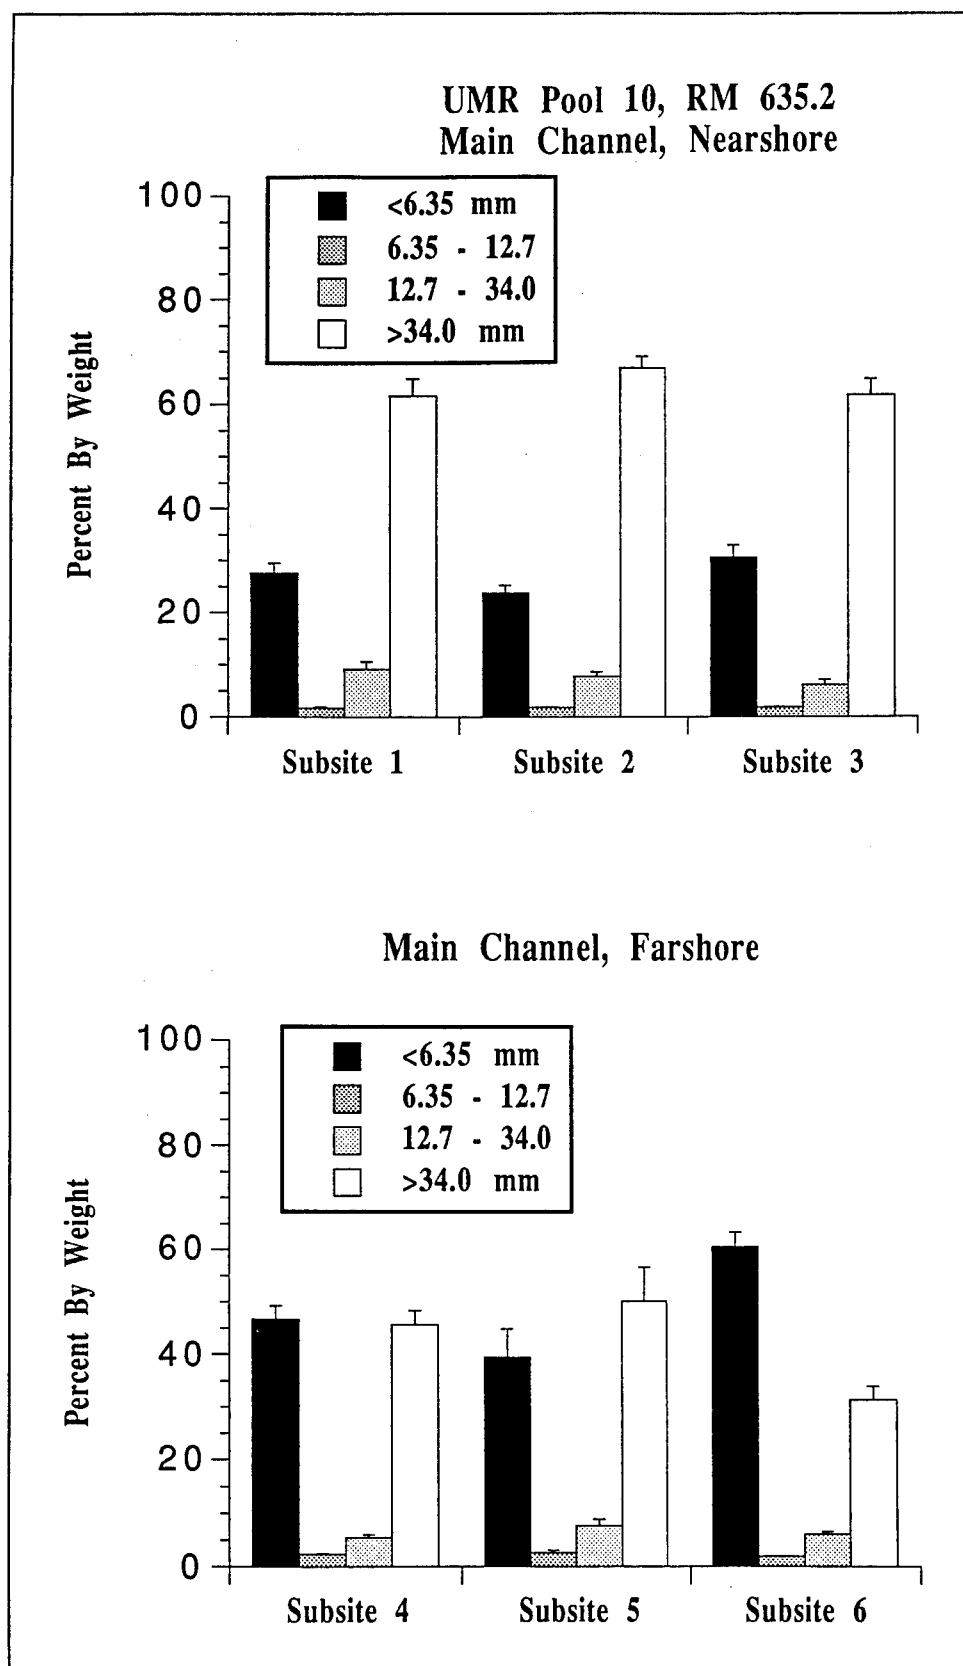 UMR Pool 10, RM 635.2
Main Channel, Nearshore
100
80
60
40
20
0
Percent By Weight
<6.35 mm
6.35 - 12.7
12.7 - 34.0
>34.0 mm
Subsite 1
Subsite 2
Subsite 3
Main Channel, Farshore
100
80
60
40
20
0
Percent By Weight
<6.35 mm
6.35 - 12.7
12.7 - 34.0
>34.0 mm
Subsite 4
Subsite 5
Subsite 6